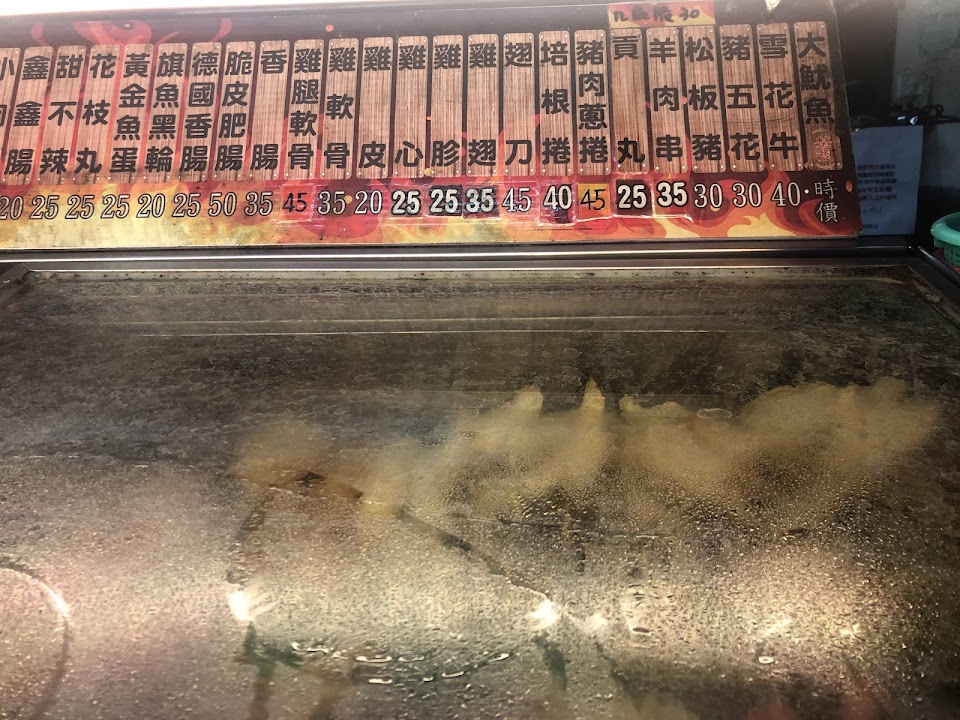 大魷魚 時價
雪花牛 40
豬五花 30
松板豬 30
羊肉串 35
貢丸 25
豬肉蔥捲 45
培根捲 40
翅刀 45
雞翅 35
雞胗 25
雞心 25
雞皮 20
雞軟骨 35
雞腿軟骨 45
香腸 35
脆皮肥腸 50
德國香腸 25
旗魚黑輪 20
黃金魚蛋 25
花枝丸 25
甜不辣 25
鑫鑫腸 20